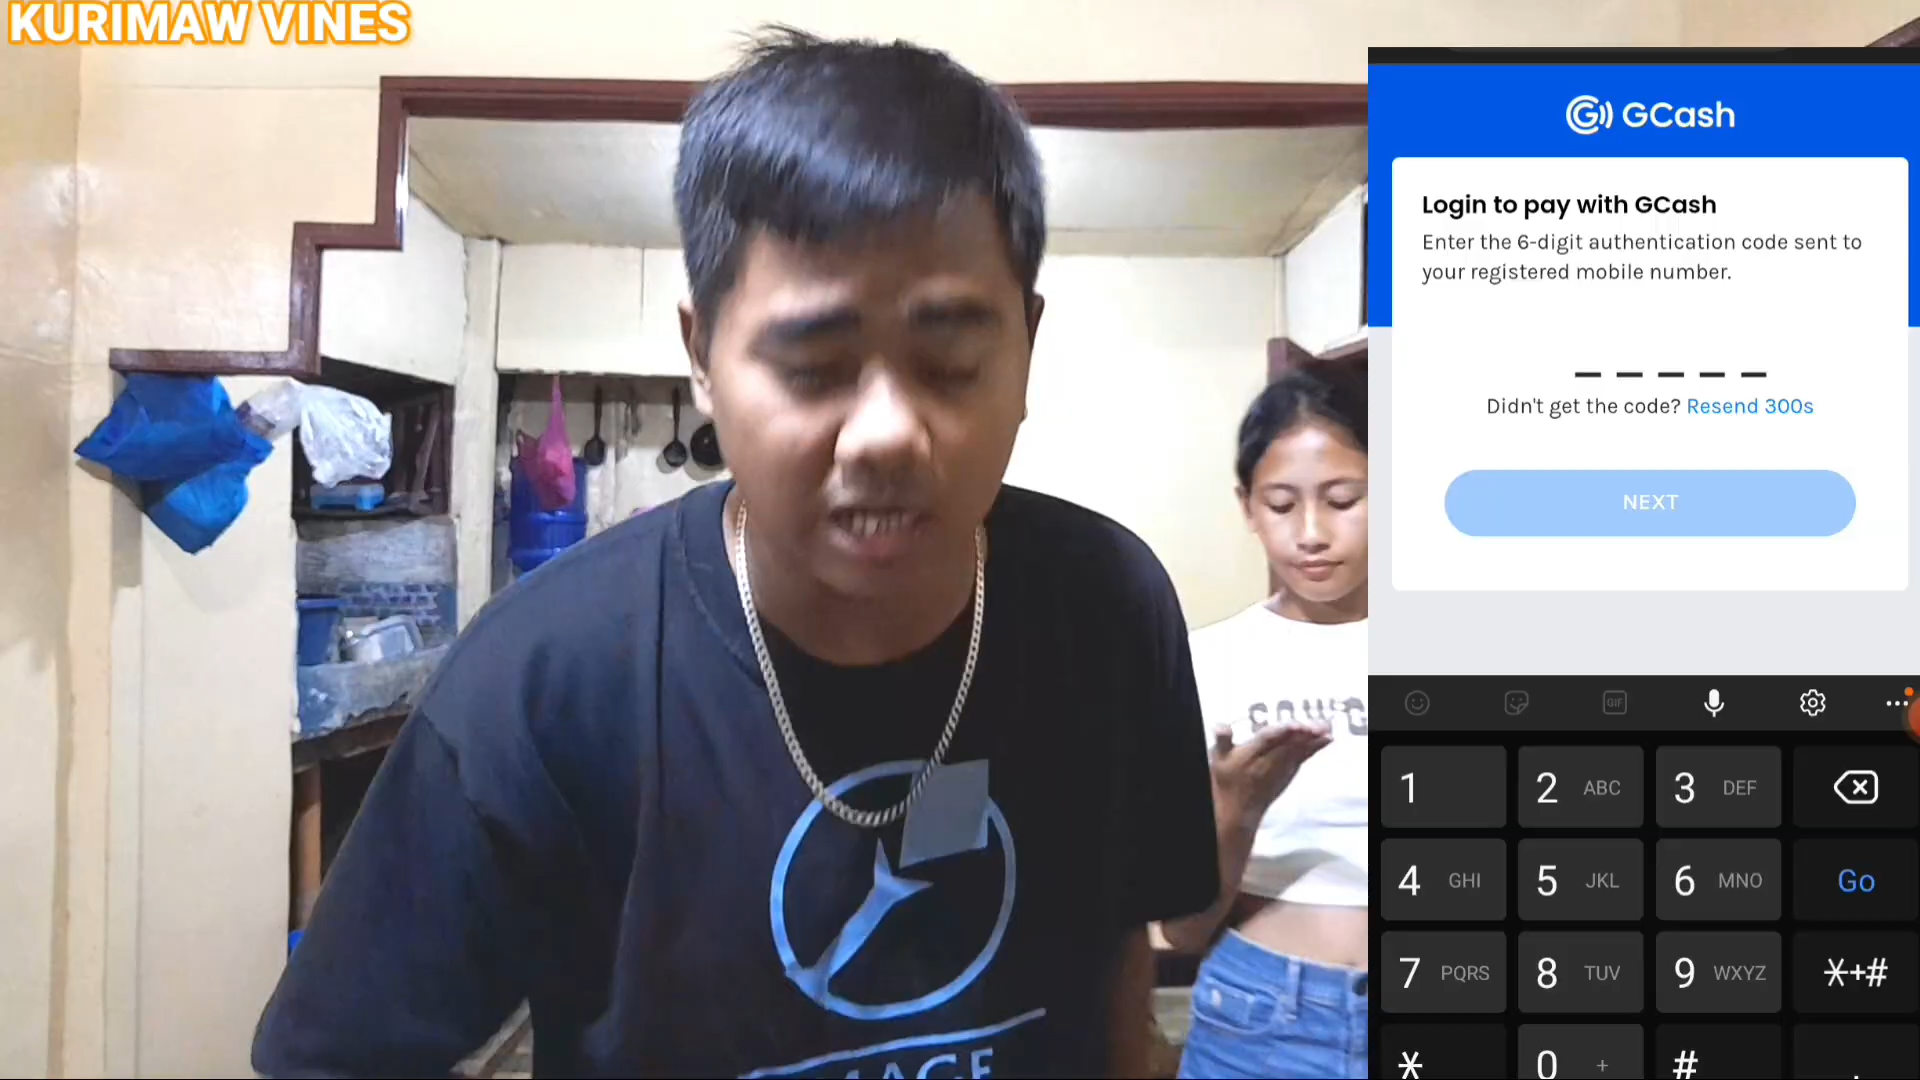 KURIMAW VINES
GCash
Login to pay with GCash
Enter the 6-digit authentication code sent to
your registered mobile number.
Didn't get the code? Resend 300s
NEXT
GIF
1
2 ABC
3 DEF
4 GHI
5 JKL
6 MNO
Go
7 PQRS
8 TUV
9 WXYZ
*+#
*
0 +
#